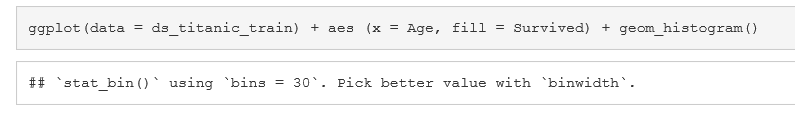 ggplot(data = ds_titanic_train) + aes (x = Age, fill = Survived) + geom_histogram()
## `stat_bin()` using `bins = 30`. Pick better value with `binwidth`.